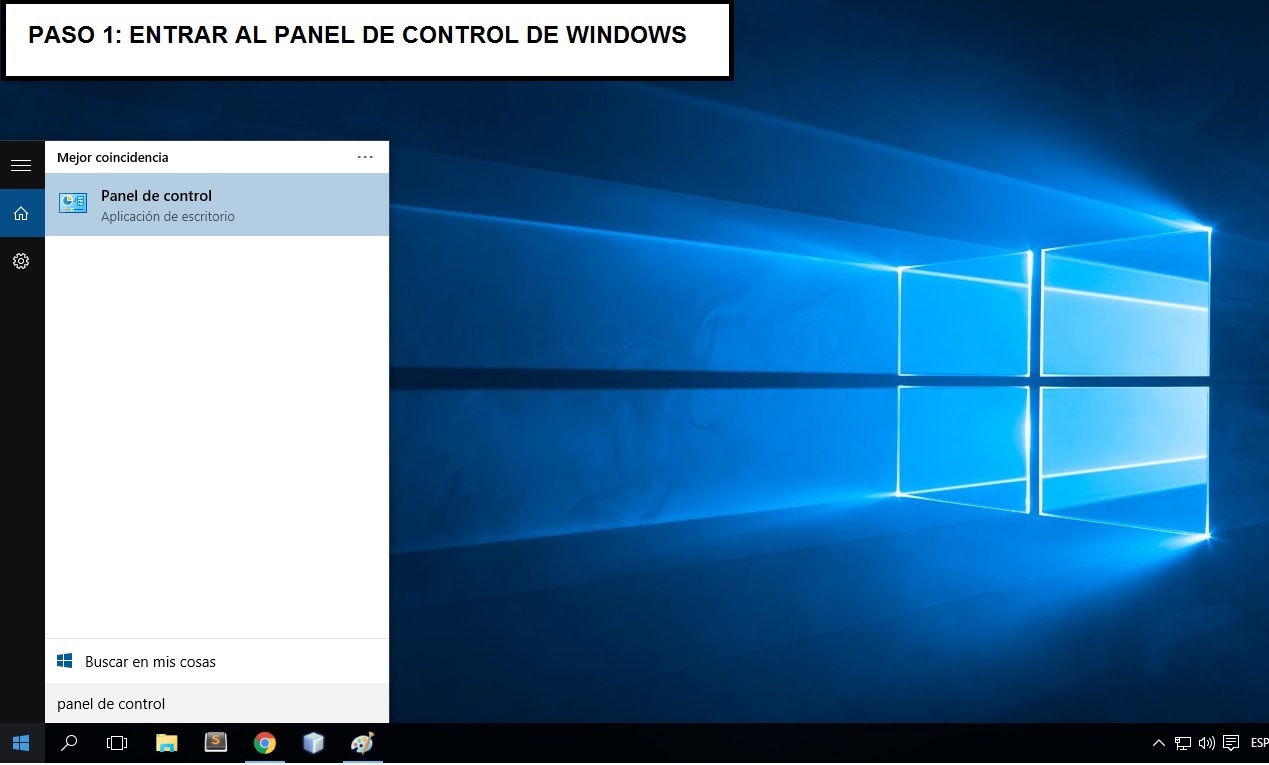 PASO 1: ENTRAR AL PANEL DE CONTROL DE WINDOWS
Mejor coincidencia
Panel de control
Aplicación de escritorio
Buscar en mis cosas
panel de control
S
ESP